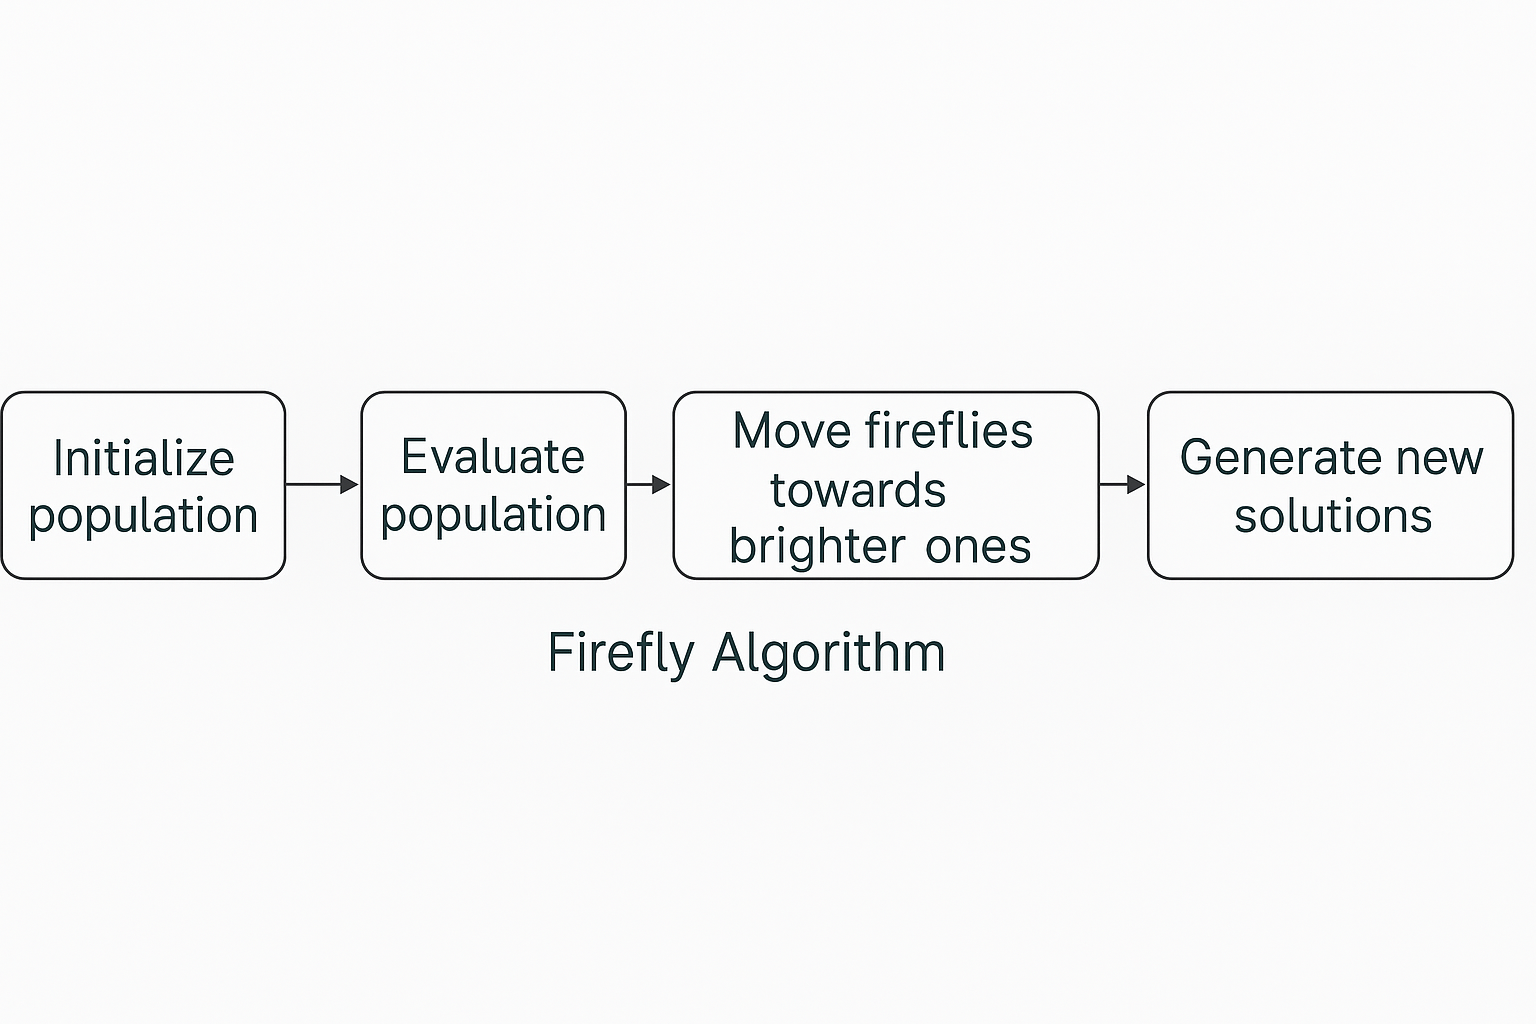 Initialize
population
Evaluate
population
Move fireflies
towards
brighter ones
Generate new
solutions
Firefly Algorithm